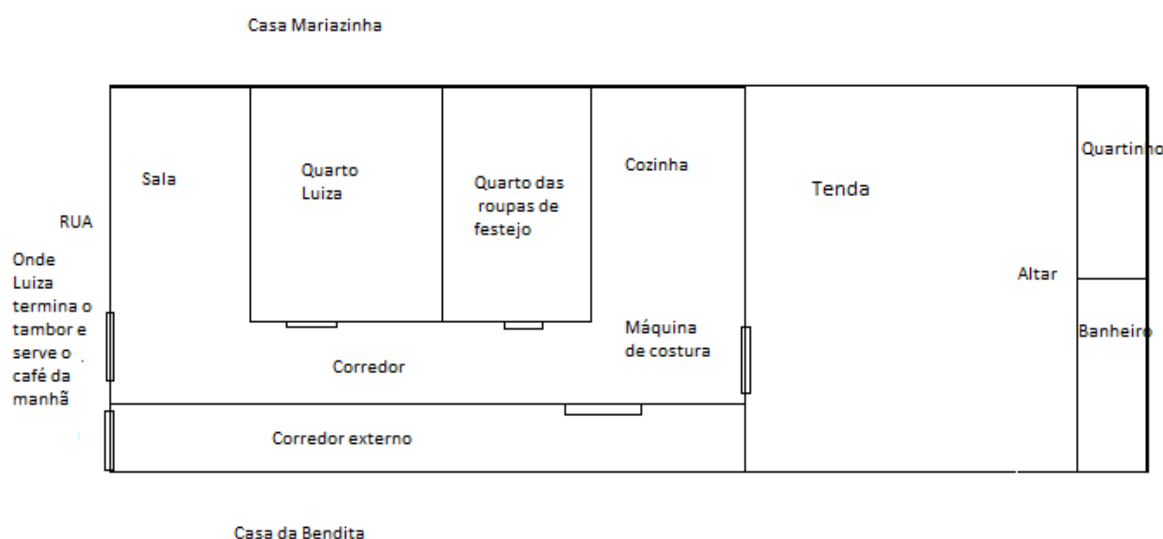 Casa Mariazinha
Sala
Quarto
Luiza
Quarto das
roupas de
festejo
Cozinha
Tenda
Quartinho
RUA
Onde
Luiza
termina o
tambor e
serve o
café da
manhã
Altar
Máquina
de costura
Banheiro
Corredor
Corredor externo
Casa da Bendita